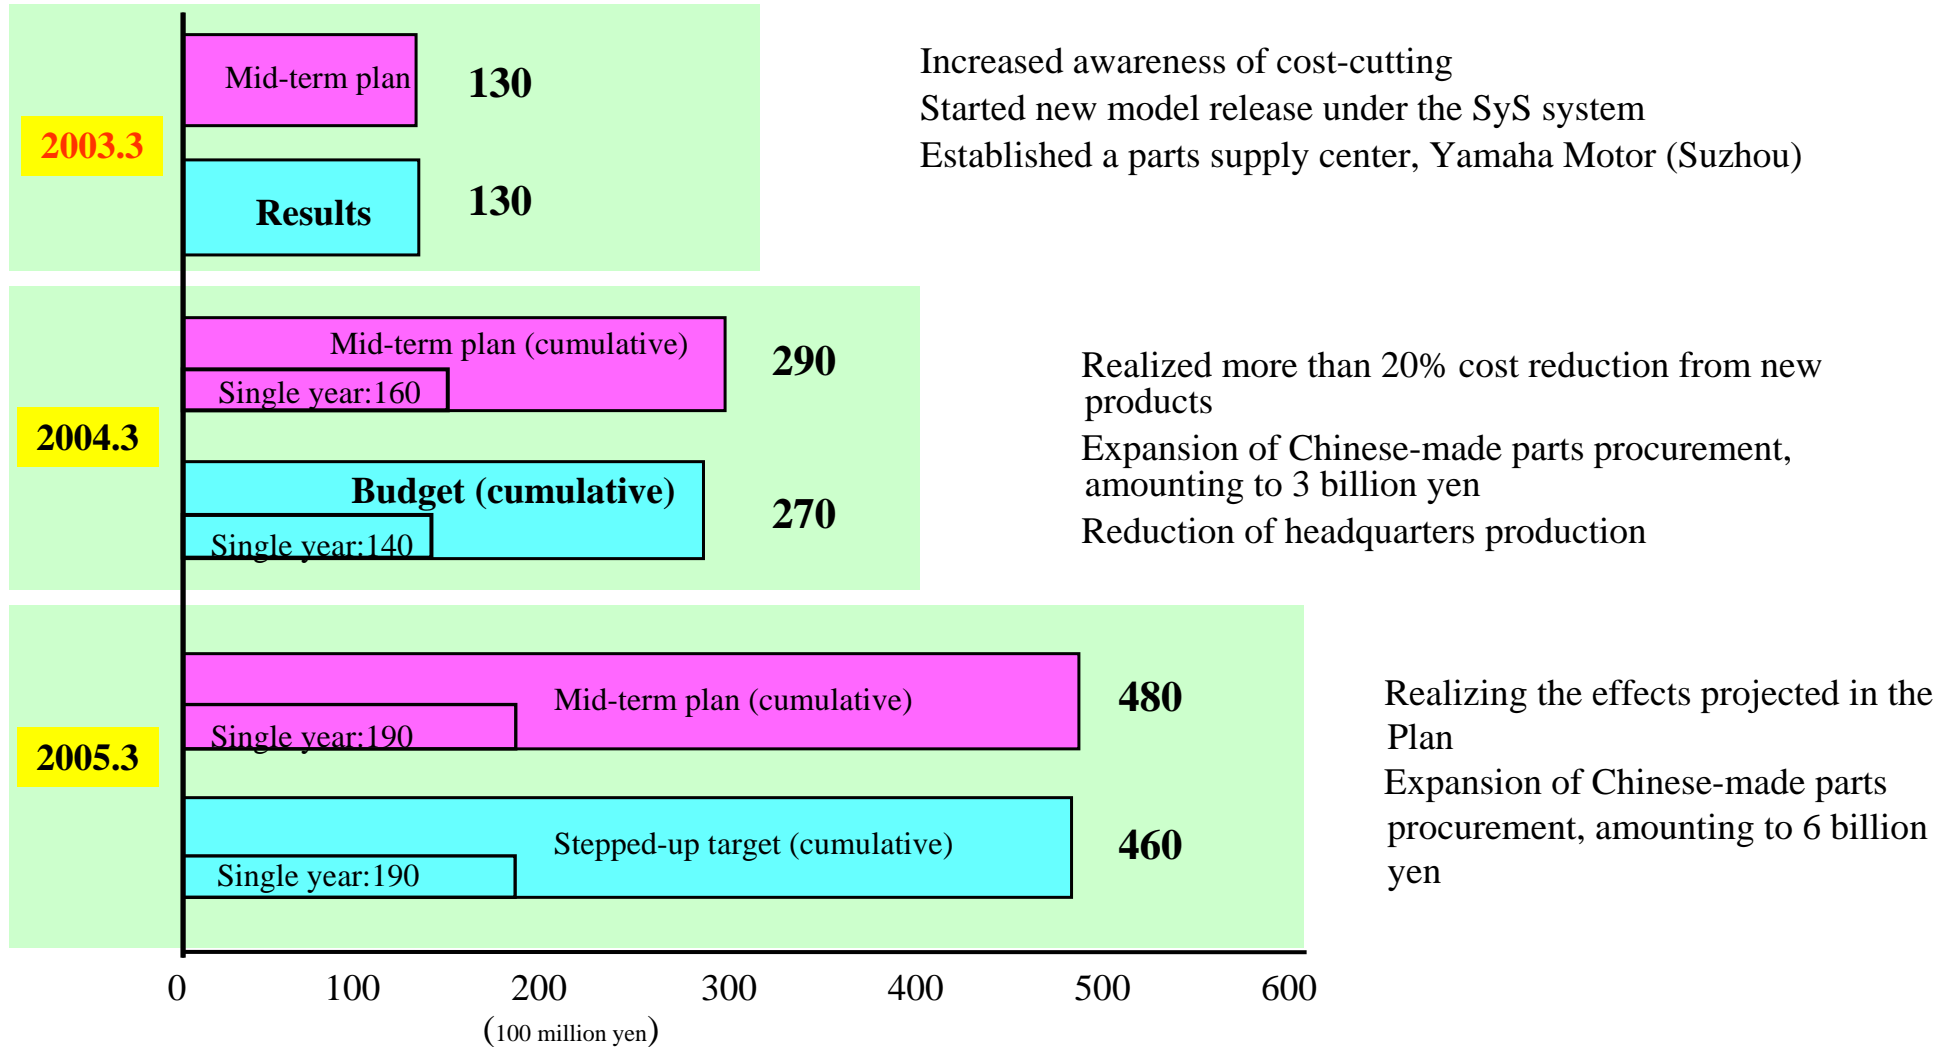 2003.3
Mid-term plan
130
Results
130
Increased awareness of cost-cutting
Started new model release under the SyS system
Established a parts supply center, Yamaha Motor (Suzhou)
2004.3
Mid-term plan (cumulative)
290
Single year:160
Budget (cumulative)
270
Single year:140
Realized more than 20% cost reduction from new
products
Expansion of Chinese-made parts procurement,
amounting to 3 billion yen
Reduction of headquarters production
2005.3
Mid-term plan (cumulative)
480
Single year:190
Stepped-up target (cumulative)
460
Single year:190
Realizing the effects projected in the
Plan
Expansion of Chinese-made parts
procurement, amounting to 6 billion
yen
0 100 200 300 400 500 600
(100 million yen)